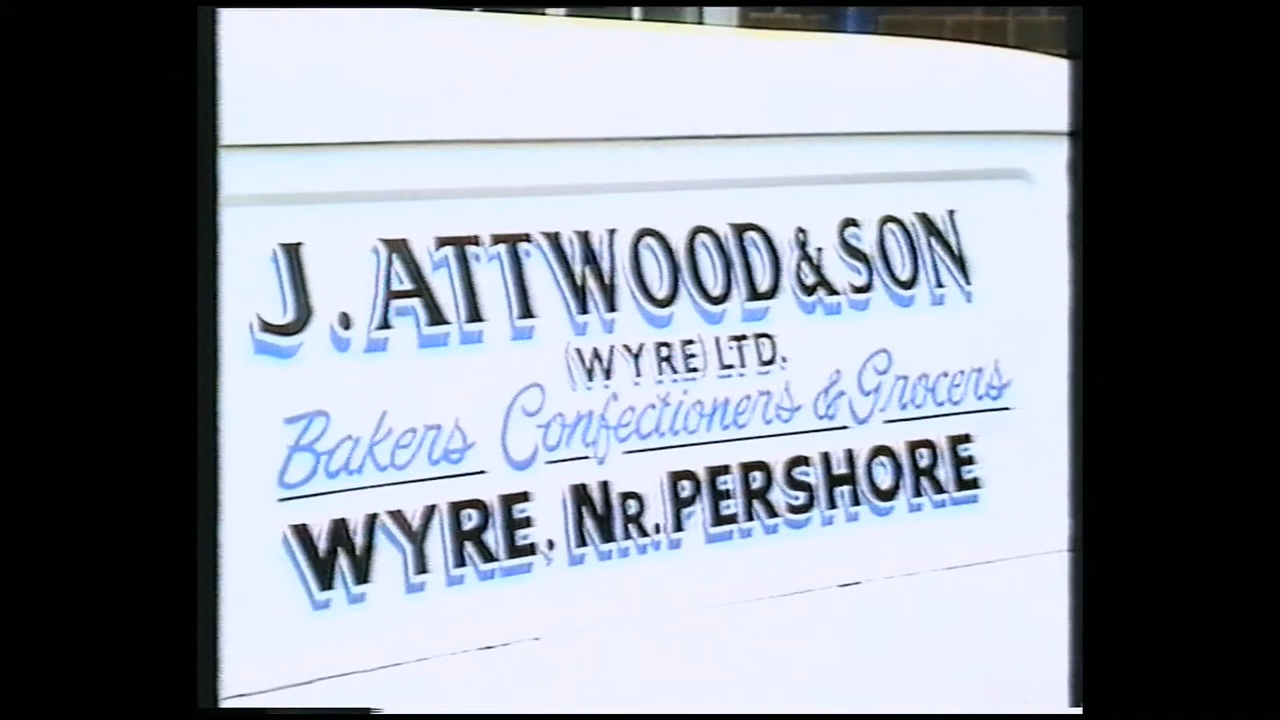 J. ATTWOOD & SON
(WYRE) LTD.
Bakers Confectioners & Grocers
WYRE, NR. PERSHORE